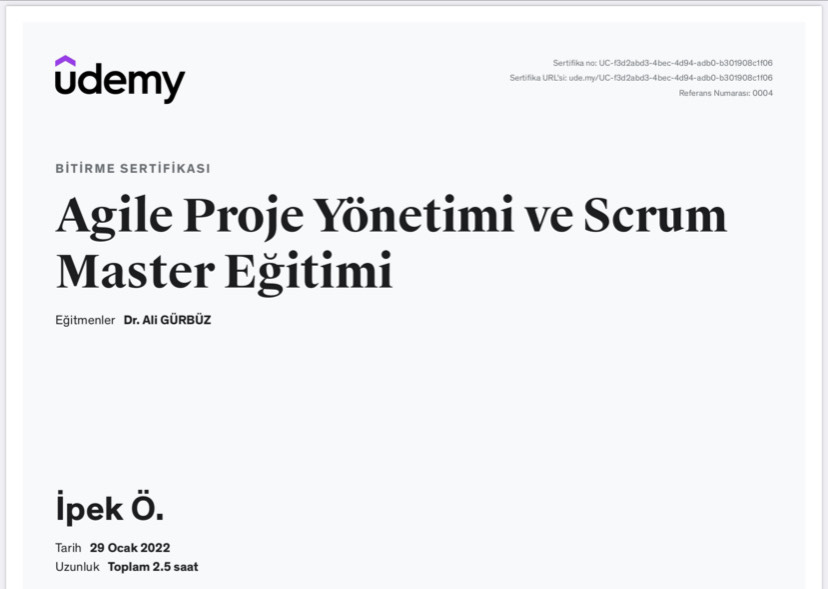 udemy
Sertifika no: UC-f3d2abd3-4bec-4d94-adb0-b301908c1f06
Sertifika URL'si: ude.my/UC-f3d2abd3-4bec-4d94-adb0-b301908c1f06
Referans Numarası: 0004
BİTİRME SERTİFİKASI
Agile Proje Yönetimi ve Scrum
Master Eğitimi
Eğitmenler Dr. Ali GÜRBÜZ
İpek Ö.
Tarih 29 Ocak 2022
Uzunluk Toplam 2.5 saat